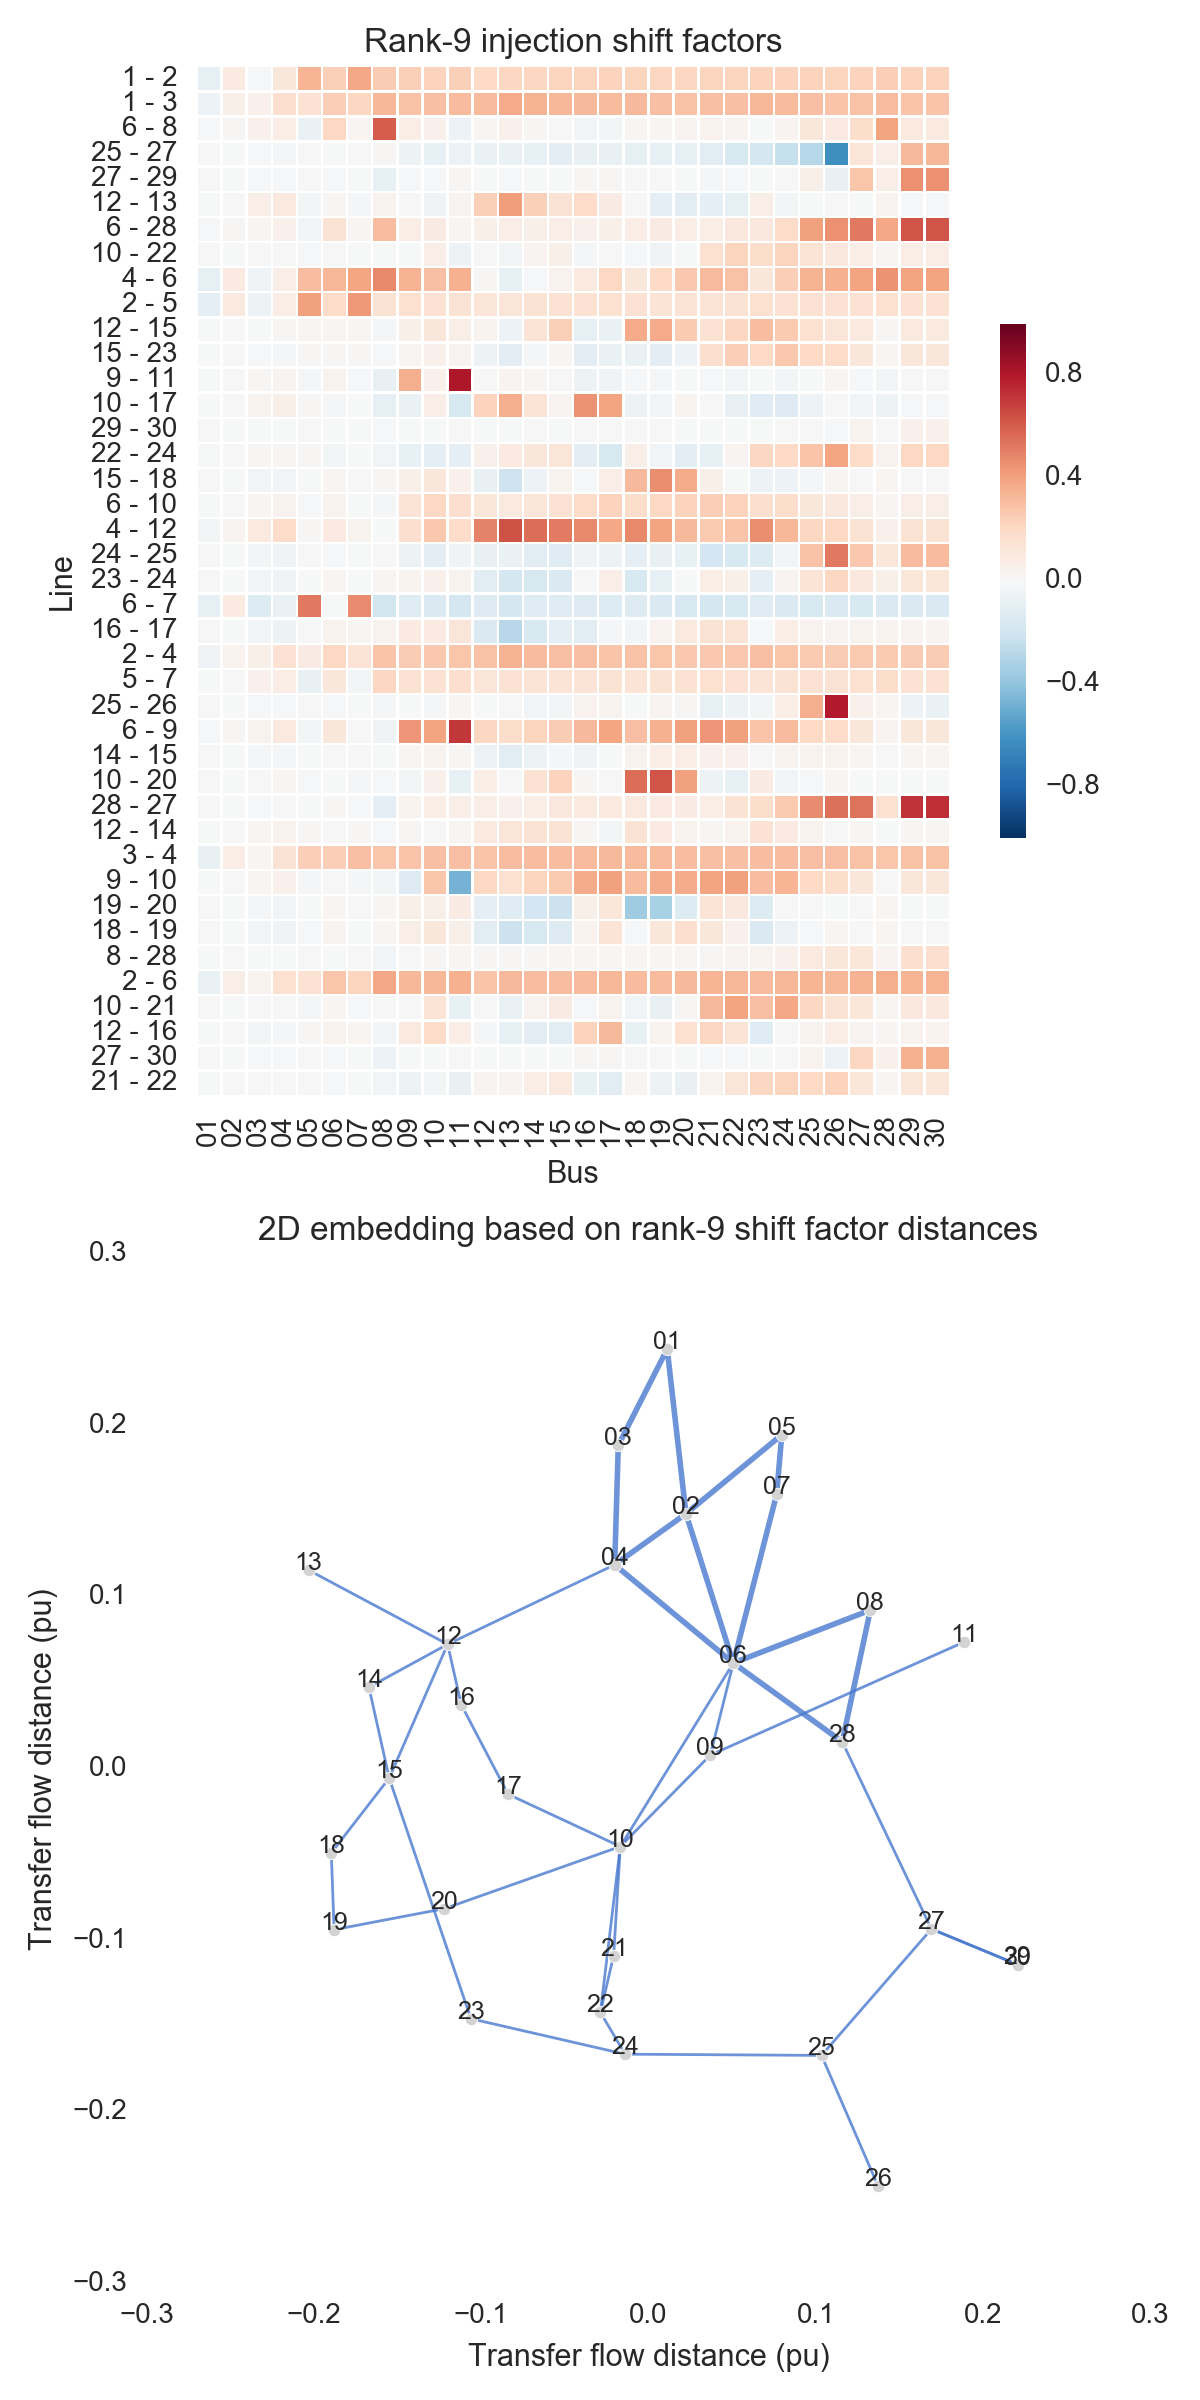 Rank-9 injection shift factors
1 - 2
1 - 3
6 - 8
25 - 27
27 - 29
12 - 13
6 - 28
10 - 22
4 - 6
2 - 5
12 - 15
15 - 23
9 - 11
10 - 17
29 - 30
22 - 24
15 - 18
6 - 10
4 - 12
24 - 25
23 - 24
6 - 7
16 - 17
2 - 4
5 - 7
25 - 26
6 - 9
14 - 15
10 - 20
28 - 27
12 - 14
3 - 4
9 - 10
19 - 20
18 - 19
8 - 28
2 - 6
10 - 21
12 - 16
27 - 30
21 - 22
Line
01 02 03 04 05 06 07 08 09 10 11 12 13 14 15 16 17 18 19 20 21 22 23 24 25 26 27 28 29 30
Bus
0.8
0.4
0.0
−0.4
−0.8
2D embedding based on rank-9 shift factor distances
0.3
0.2
0.1
0.0
−0.1
−0.2
−0.3
Transfer flow distance (pu)
01
05
03
07
02
04
13
08
11
12
06
14
16
28
09
15
17
10
18
20
27
19
21
29
30
22
23
24
25
26
−0.3 −0.2 −0.1 0.0 0.1 0.2 0.3
Transfer flow distance (pu)